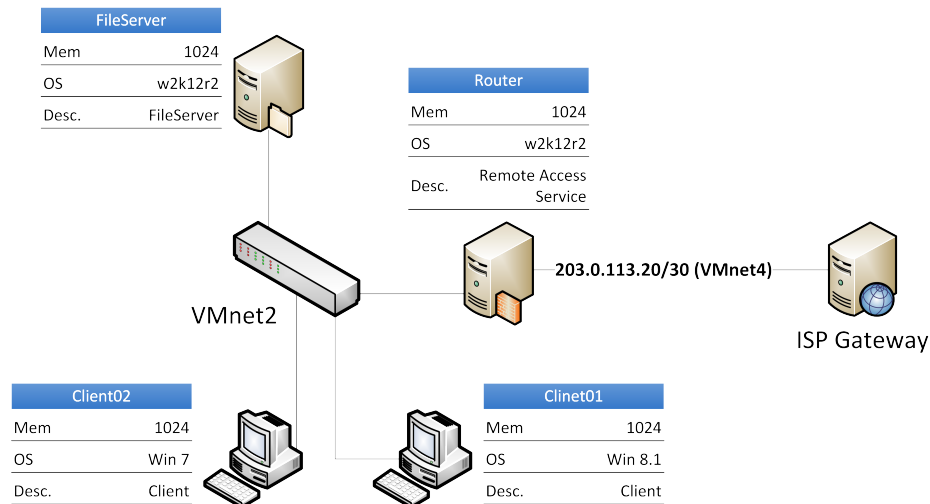 FileServer
Mem 1024
OS w2k12r2
Desc. FileServer
Router
Mem 1024
OS w2k12r2
Desc. Remote Access
Service
203.0.113.20/30 (VMnet4)
VMnet2
ISP Gateway
Client02
Mem 1024
OS Win 7
Desc. Client
Clinet01
Mem 1024
OS Win 8.1
Desc. Client